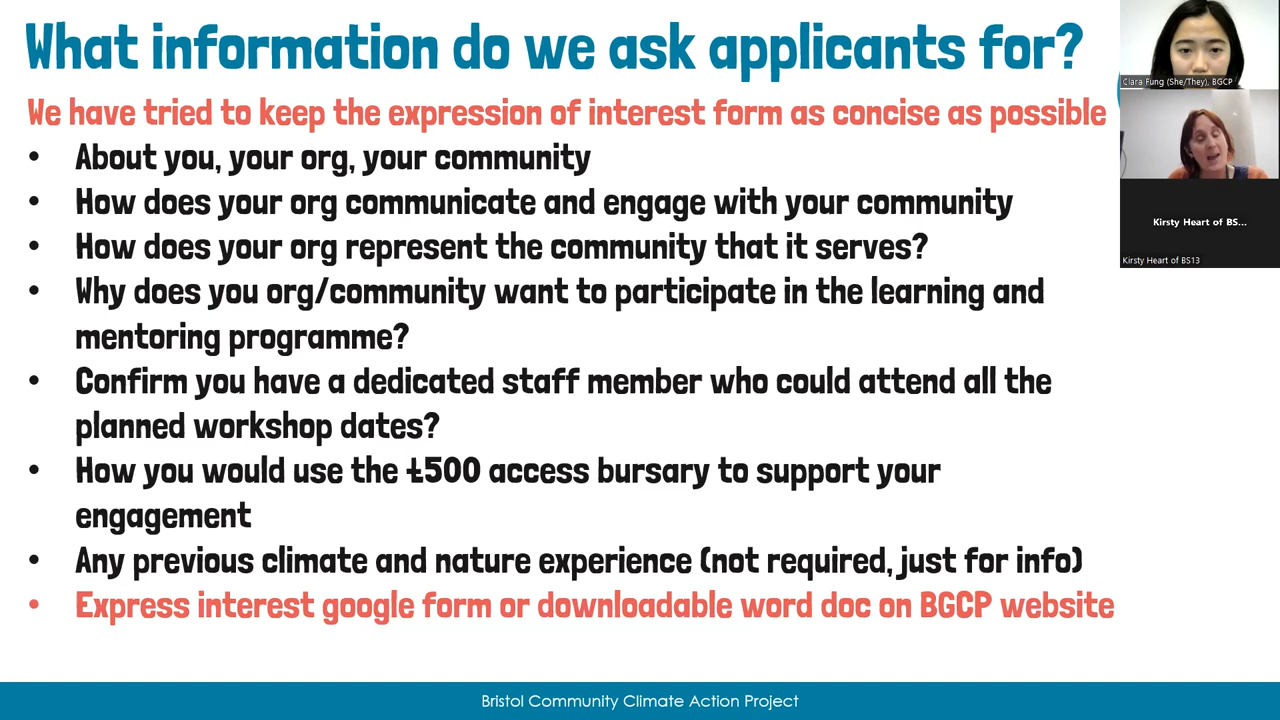 What information do we ask applicants for?
We have tried to keep the expression of interest form as concise as possible
• About you, your org, your community
• How does your org communicate and engage with your community
• How does your org represent the community that it serves?
• Why does you org/community want to participate in the learning and
mentoring programme?
• Confirm you have a dedicated staff member who could attend all the
planned workshop dates?
• How you would use the £500 access bursary to support your
engagement
• Any previous climate and nature experience (not required, just for info)
• Express interest google form or downloadable word doc on BGCP website
Bristol Community Climate Action Project
Clara Fung (She/They), BGCP
Kirsty Heart of BS...
Kirsty Heart of BS13